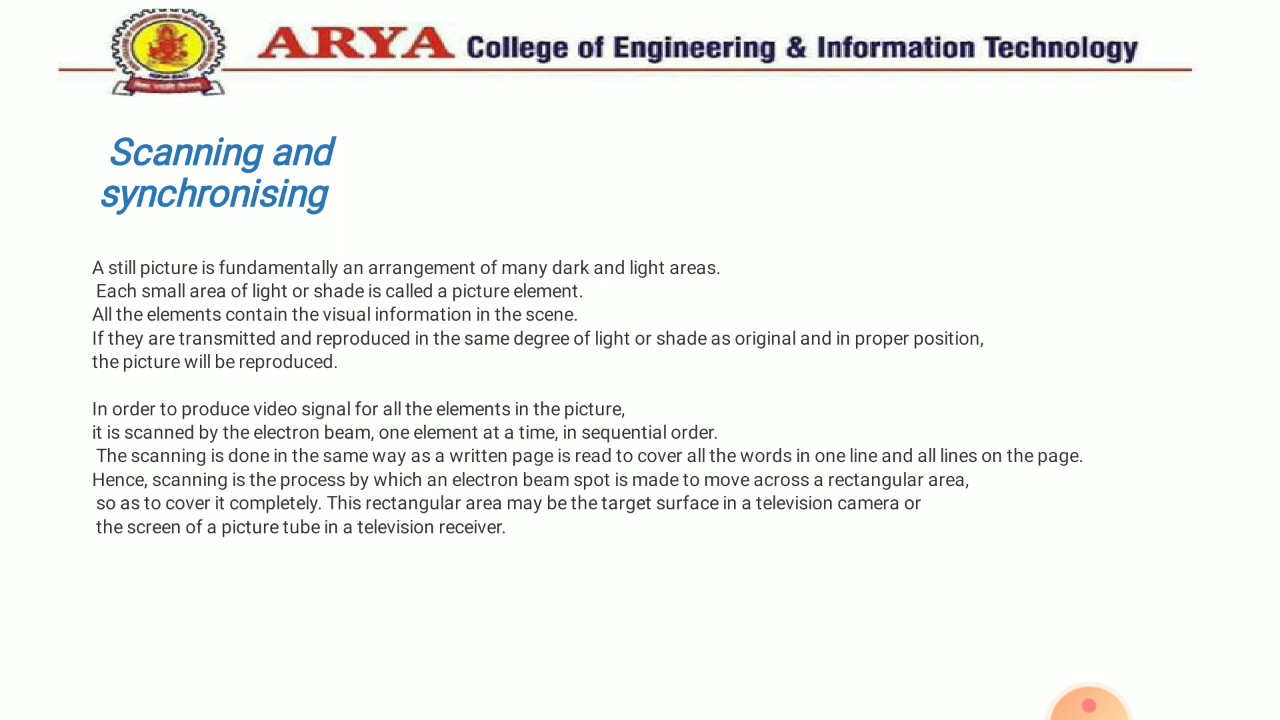 ARYA College of Engineering & Information Technology
Scanning and
synchronising
A still picture is fundamentally an arrangement of many dark and light areas.
Each small area of light or shade is called a picture element.
All the elements contain the visual information in the scene.
If they are transmitted and reproduced in the same degree of light or shade as original and in proper position,
the picture will be reproduced.
In order to produce video signal for all the elements in the picture,
it is scanned by the electron beam, one element at a time, in sequential order.
The scanning is done in the same way as a written page is read to cover all the words in one line and all lines on the page.
Hence, scanning is the process by which an electron beam spot is made to move across a rectangular area,
so as to cover it completely. This rectangular area may be the target surface in a television camera or
the screen of a picture tube in a television receiver.